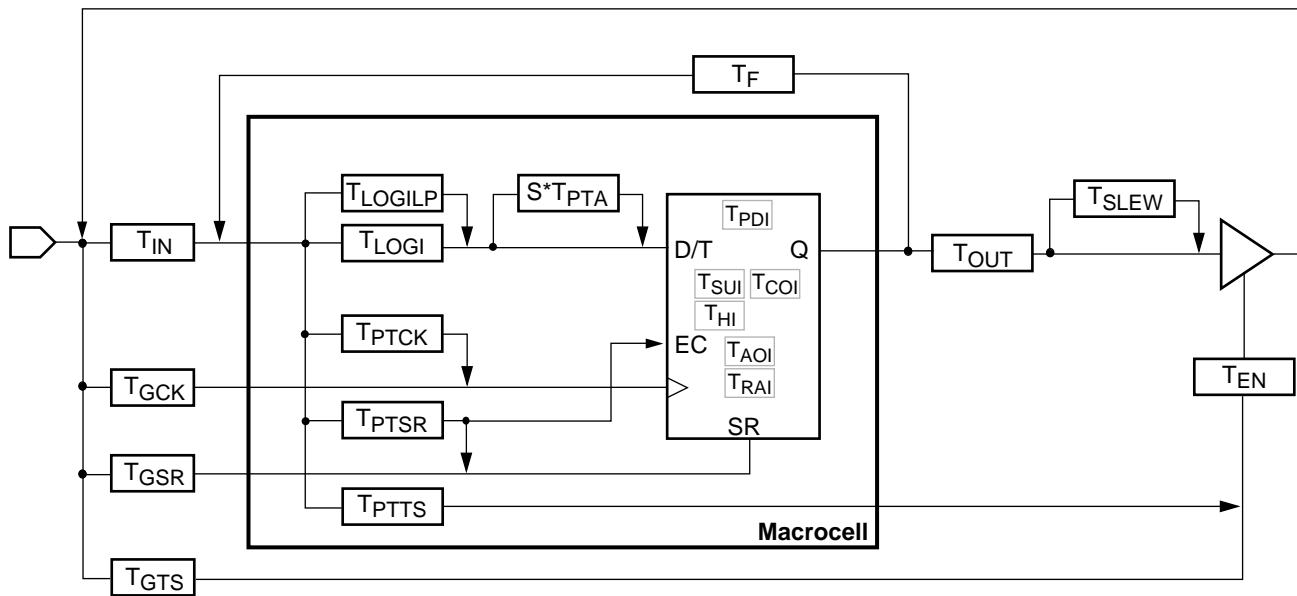 TF
TLOGILP
S*TPTA
TSLEW
TPDI
TIN
TLOGI
D/T
Q
TOUT
TSUI
TCOI
THI
TPTCK
EC
TAOI
TGCK
TRAI
TEN
TPTSR
SR
TGSR
TPTTS
Macrocell
TGTS